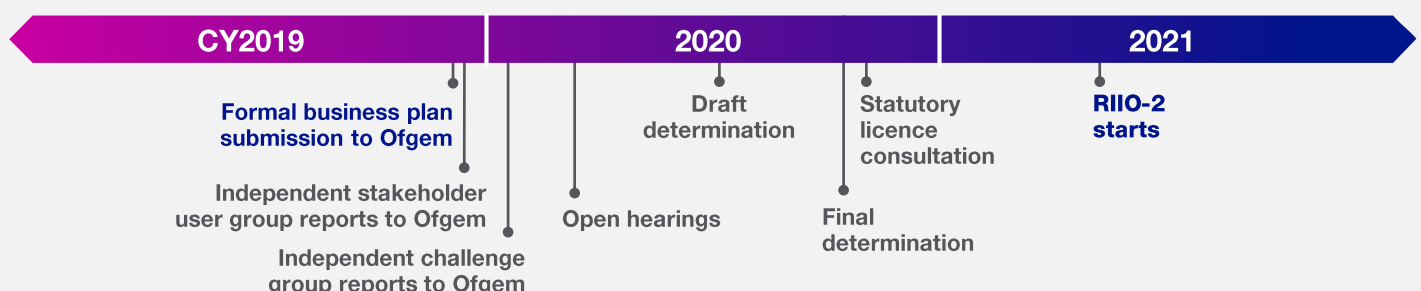 CY2019
2020
2021
Formal business plan
submission to Ofgem
Independent stakeholder
user group reports to Ofgem
Independent challenge
group reports to Ofgem
Open hearings
Draft
determination
Final
determination
Statutory
licence
consultation
RIIO-2
starts